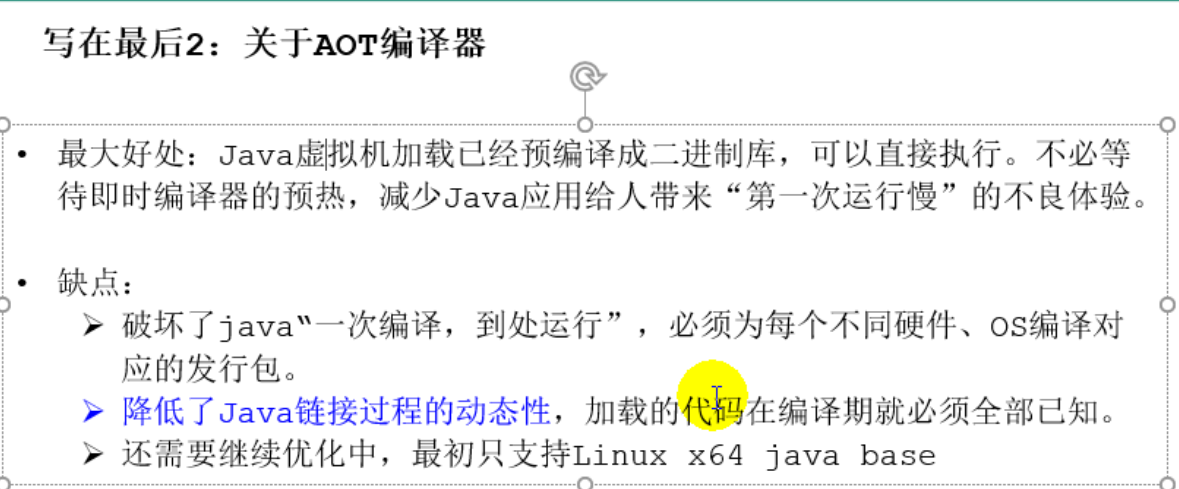 写在最后2：关于AOT编译器
• 最大好处：Java虚拟机加载已经预编译成二进制库，可以直接执行。不必等
待即时编译器的预热，减少Java应用给人带来“第一次运行慢”的不良体验。
• 缺点：
➢ 破坏了java“一次编译，到处运行”，必须为每个不同硬件、OS编译对
应的发行包。
➢ 降低了Java链接过程的动态性，加载的代码在编译期就必须全部已知。
➢ 还需要继续优化中，最初只支持Linux x64 java base